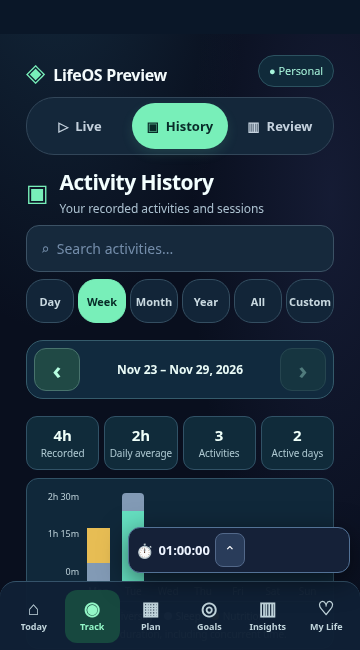 LifeOS Preview
Personal
Live
History
Review
Activity History
Your recorded activities and sessions
Search activities...
Day
Week
Month
Year
All
Custom
Nov 23 – Nov 29, 2026
4h
Recorded
2h
Daily average
3
Activities
2
Active days
2h 30m
1h 15m
0m
01:00:00
Today
Track
Plan
Goals
Insights
My Life